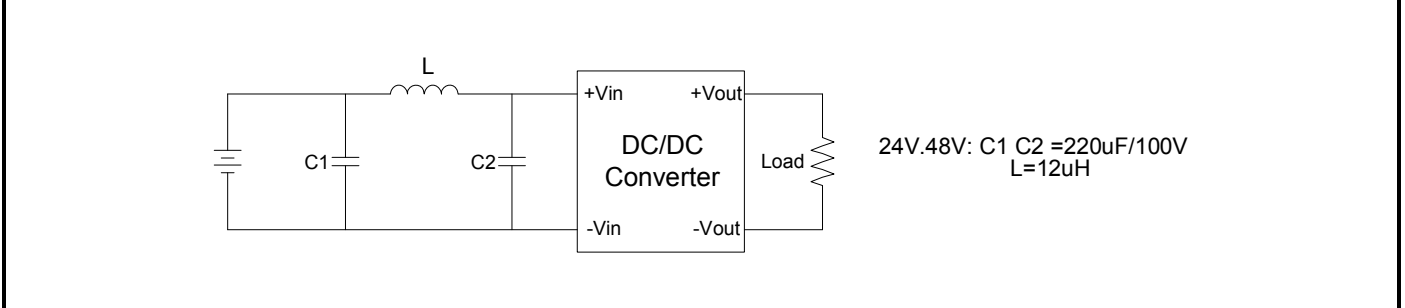 L
+Vin
+Vout
C1
C2
DC/DC
Converter
Load
-Vin
-Vout
24V.48V: C1 C2 =220uF/100V
L=12uH